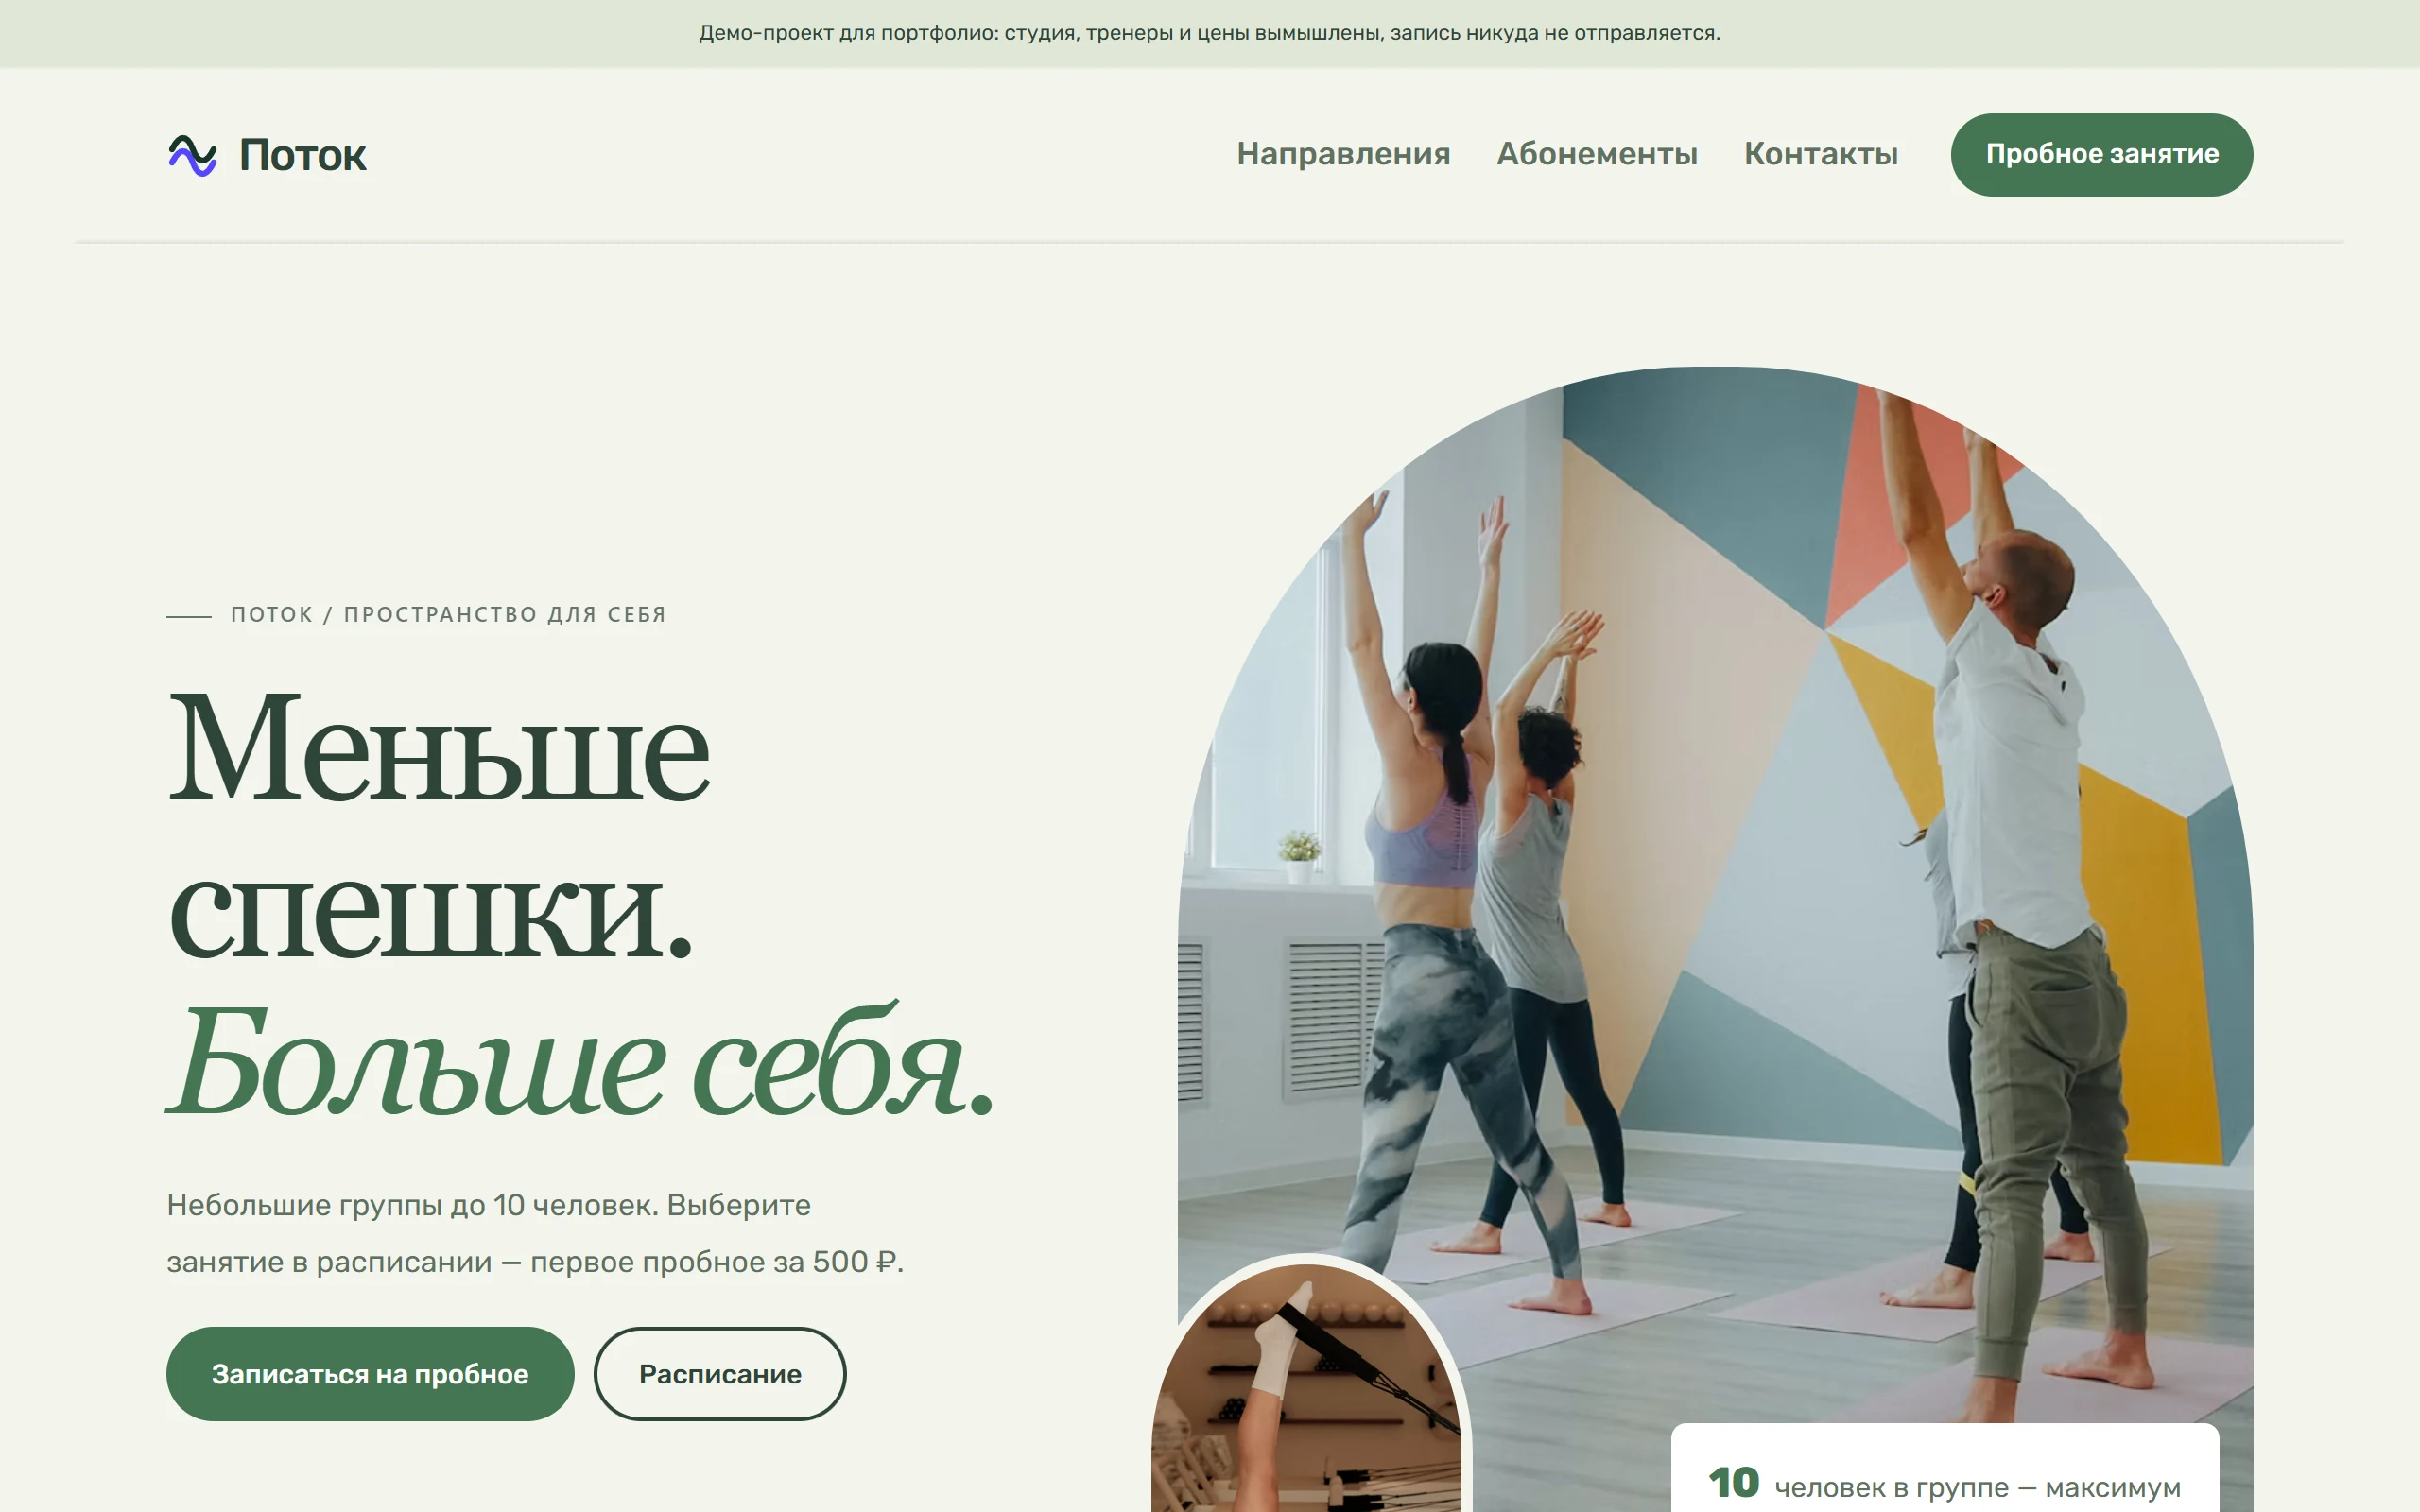 Демо-проект для портфолио: студия, тренеры и цены вымышлены, запись никуда не отправляется.
Поток
Направления
Абонементы
Контакты
Пробное занятие
ПОТОК / ПРОСТРАНСТВО ДЛЯ СЕБЯ
Меньше
спешки.
Больше себя.
Небольшие группы до 10 человек. Выберите
занятие в расписании — первое пробное за 500 ₽.
Записаться на пробное
Расписание
10 человек в группе — максимум